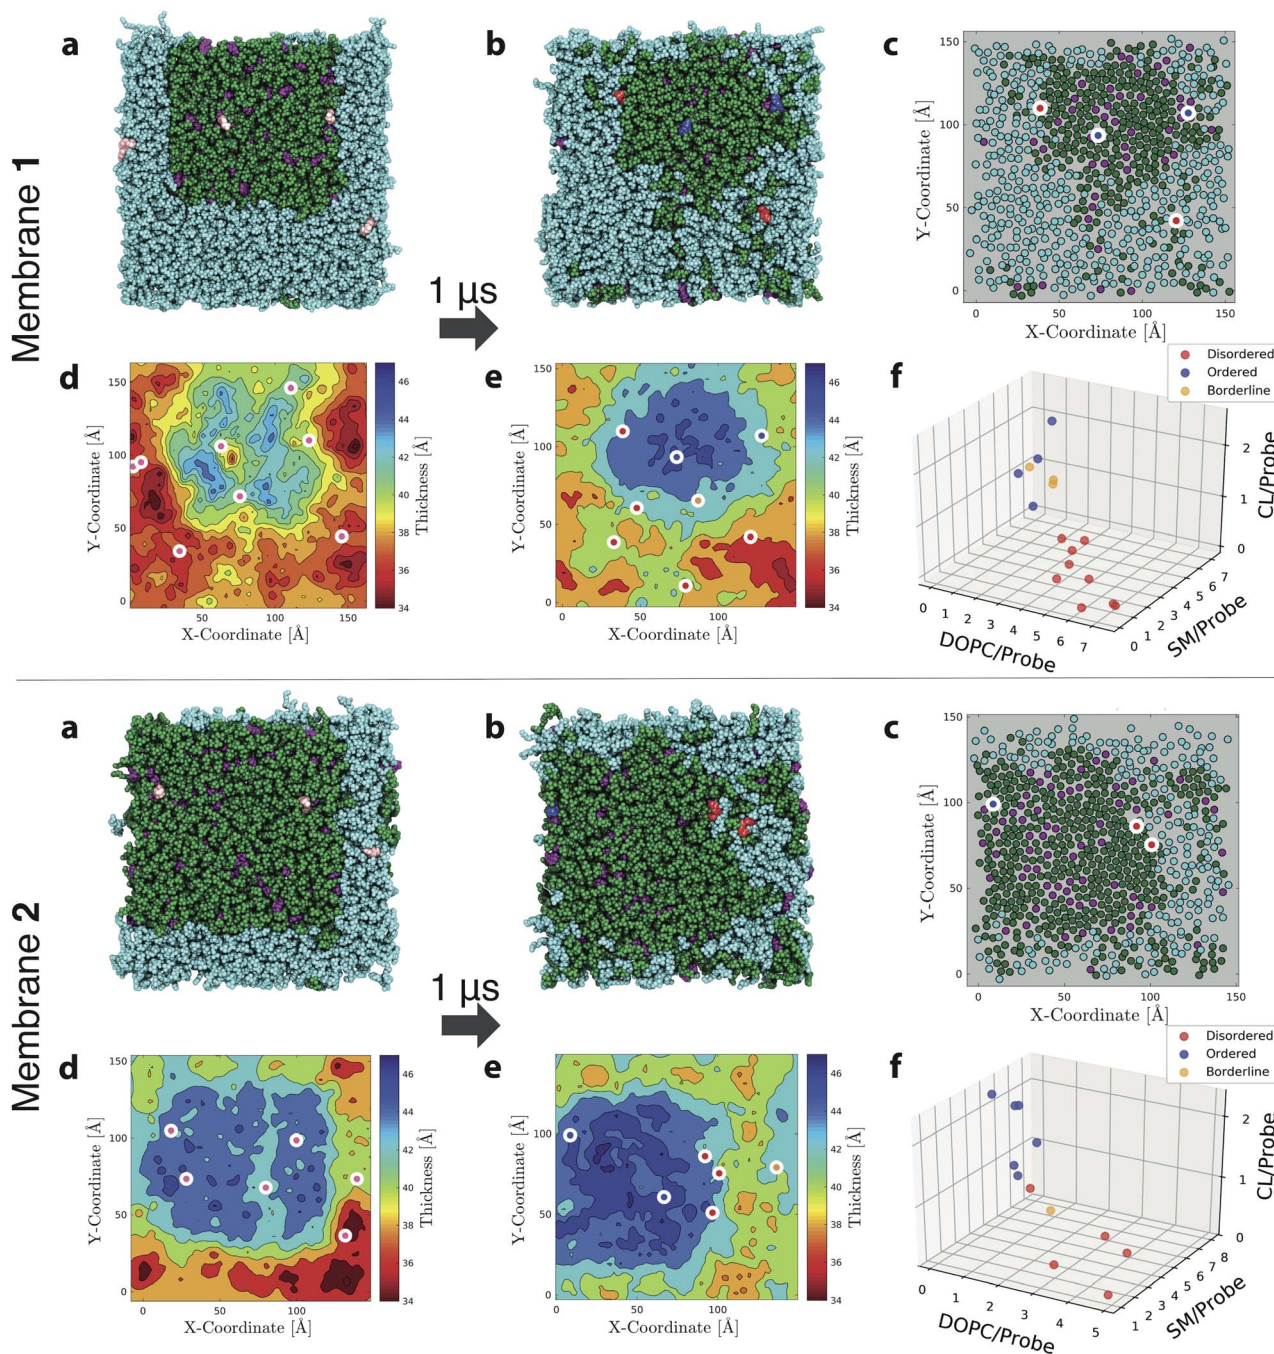 Membrane 1
a
b
c
150
100
50
0
Y-Coordinate [Å]
0 50 100 150
X-Coordinate [Å]
1 μs
d
150
100
50
0
Y-Coordinate [Å]
50 100 150
X-Coordinate [Å]
46
44
42
40
38
36
34
Thickness [Å]
e
150
100
50
0
Y-Coordinate [Å]
0 50 100 150
X-Coordinate [Å]
46
44
42
40
38
36
34
Thickness [Å]
f
Disordered
Ordered
Borderline
2
1
0
CL/Probe
0 1 2 3 4 5 6 7
DOPC/Probe
0 1 2 3 4 5 6 7
SM/Probe
Membrane 2
a
b
c
150
100
50
0
Y-Coordinate [Å]
0 50 100 150
X-Coordinate [Å]
1 μs
d
150
100
50
0
Y-Coordinate [Å]
0 50 100
X-Coordinate [Å]
46
44
42
40
38
36
34
Thickness [Å]
e
150
100
50
0
Y-Coordinate [Å]
0 50 100
X-Coordinate [Å]
46
44
42
40
38
36
34
Thickness [Å]
f
Disordered
Ordered
Borderline
2
1
0
CL/Probe
0 1 2 3 4 5
DOPC/Probe
1 2 3 4 5 6 7 8
SM/Probe